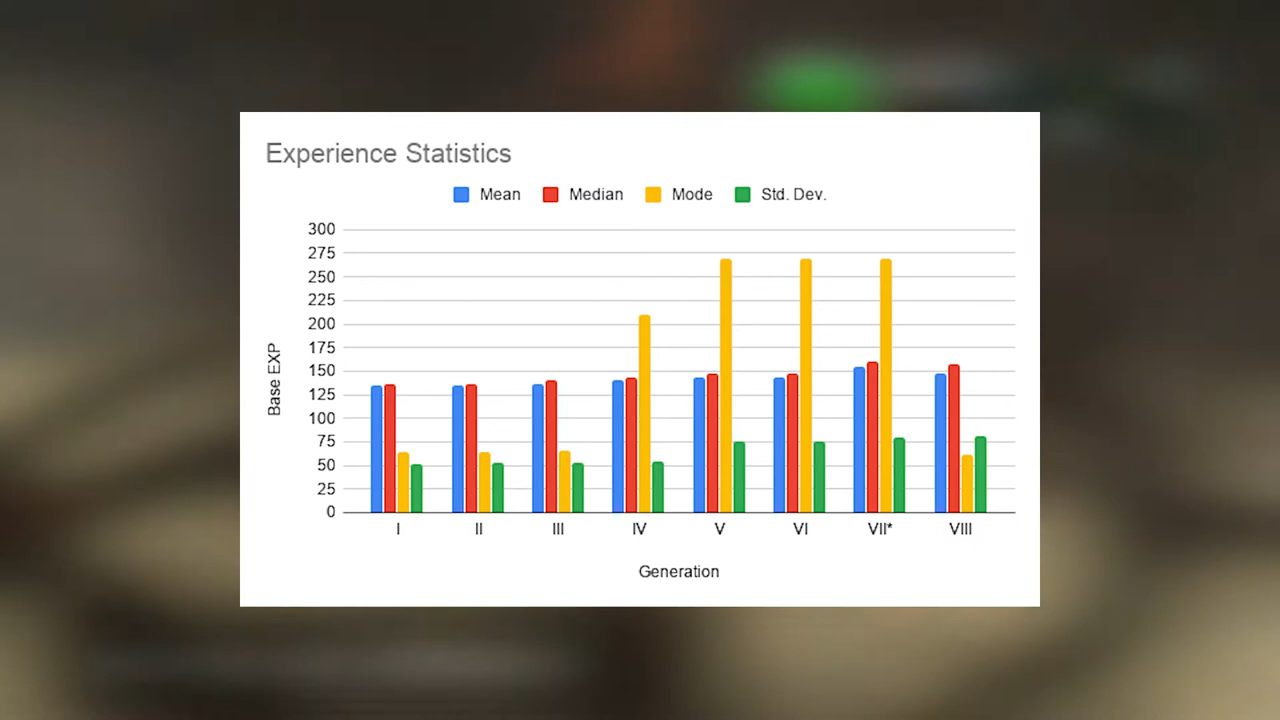 Experience Statistics
Mean Median Mode Std. Dev.
300
275
250
225
200
175
150
125
100
75
50
25
0
Base EXP
I II III IV V VI VII* VIII
Generation